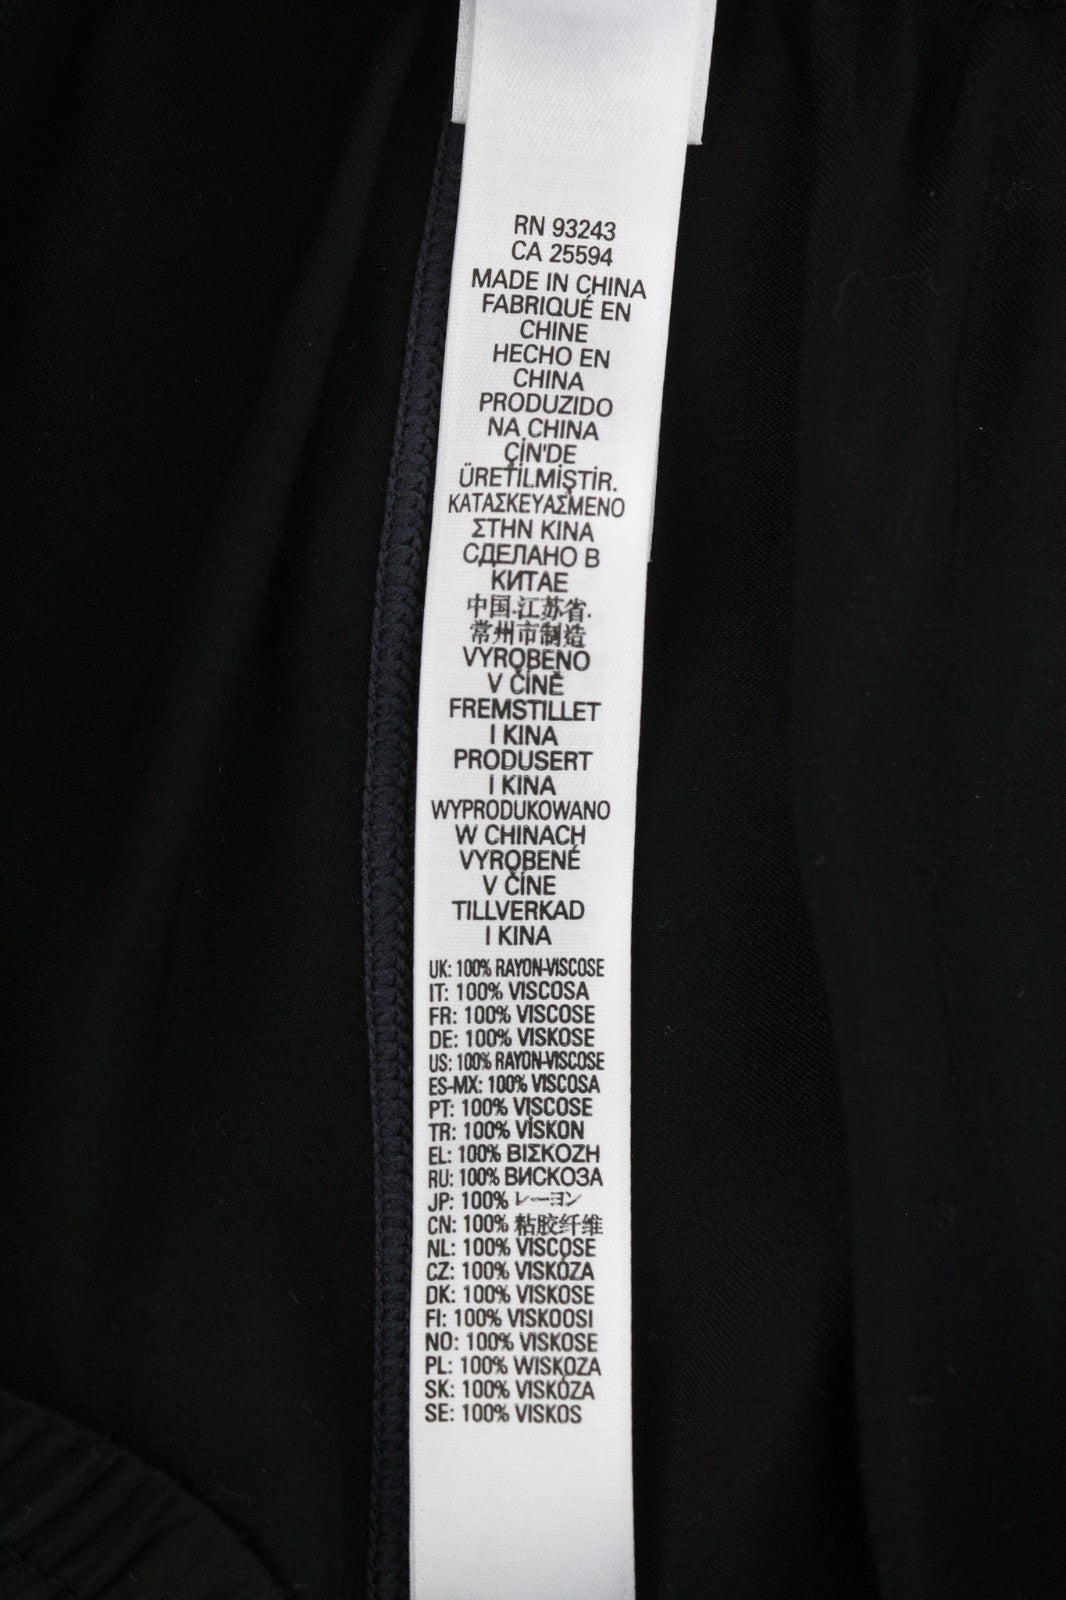 RN 93243
CA 25594
MADE IN CHINA
FABRIQUÉ EN
CHINE
HECHO EN
CHINA
PRODUZIDO
NA CHINA
ÇİN'DE
ÜRETİLMİŞTİR.
ΚΑΤΑΣΚΕΥΑΣΜΕΝΟ
ΣΤΗΝ ΚΙΝΑ
СДЕЛАНО В
КИТАЕ
中国.江苏省.
常州市制造
VYROBENO
V ČÍNĚ
FREMSTILLET
I KINA
PRODUSERT
I KINA
WYPRODUKOWANO
W CHINACH
VYROBENÉ
V ČÍNE
TILLVERKAD
I KINA
UK: 100% RAYON-VISCOSE
IT: 100% VISCOSA
FR: 100% VISCOSE
DE: 100% VISKOSE
US: 100% RAYON-VISCOSE
ES-MX: 100% VISCOSA
PT: 100% VISCOSE
TR: 100% VİSKON
EL: 100% ΒΙΣΚΟΖΗ
RU: 100% ВИСКОЗА
JP: 100% レーヨン
CN: 100% 粘胶纤维
NL: 100% VISCOSE
CZ: 100% VISKÓZA
DK: 100% VISKOSE
FI: 100% VISKOOSI
NO: 100% VISKOSE
PL: 100% WISKOZA
SK: 100% VISKÓZA
SE: 100% VISKOS